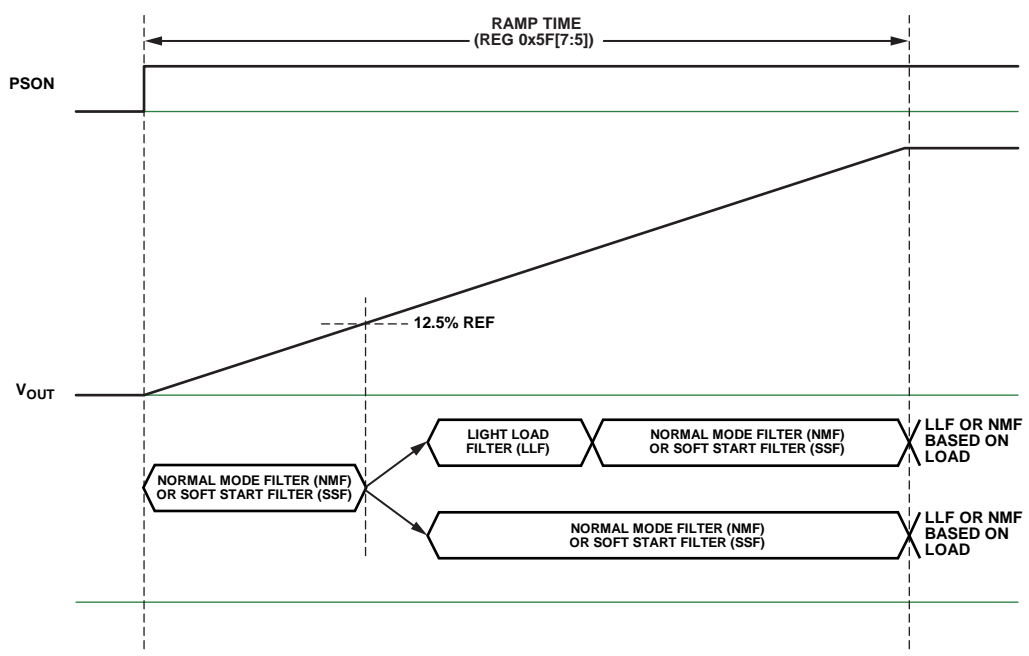 RAMP TIME
(REG 0x5F[7:5])
PSON
12.5% REF
VOUT
LIGHT LOAD
FILTER (LLF)
NORMAL MODE FILTER (NMF)
OR SOFT START FILTER (SSF)
LLF OR NMF
BASED ON
LOAD
NORMAL MODE FILTER (NMF)
OR SOFT START FILTER (SSF)
NORMAL MODE FILTER (NMF)
OR SOFT START FILTER (SSF)
LLF OR NMF
BASED ON
LOAD